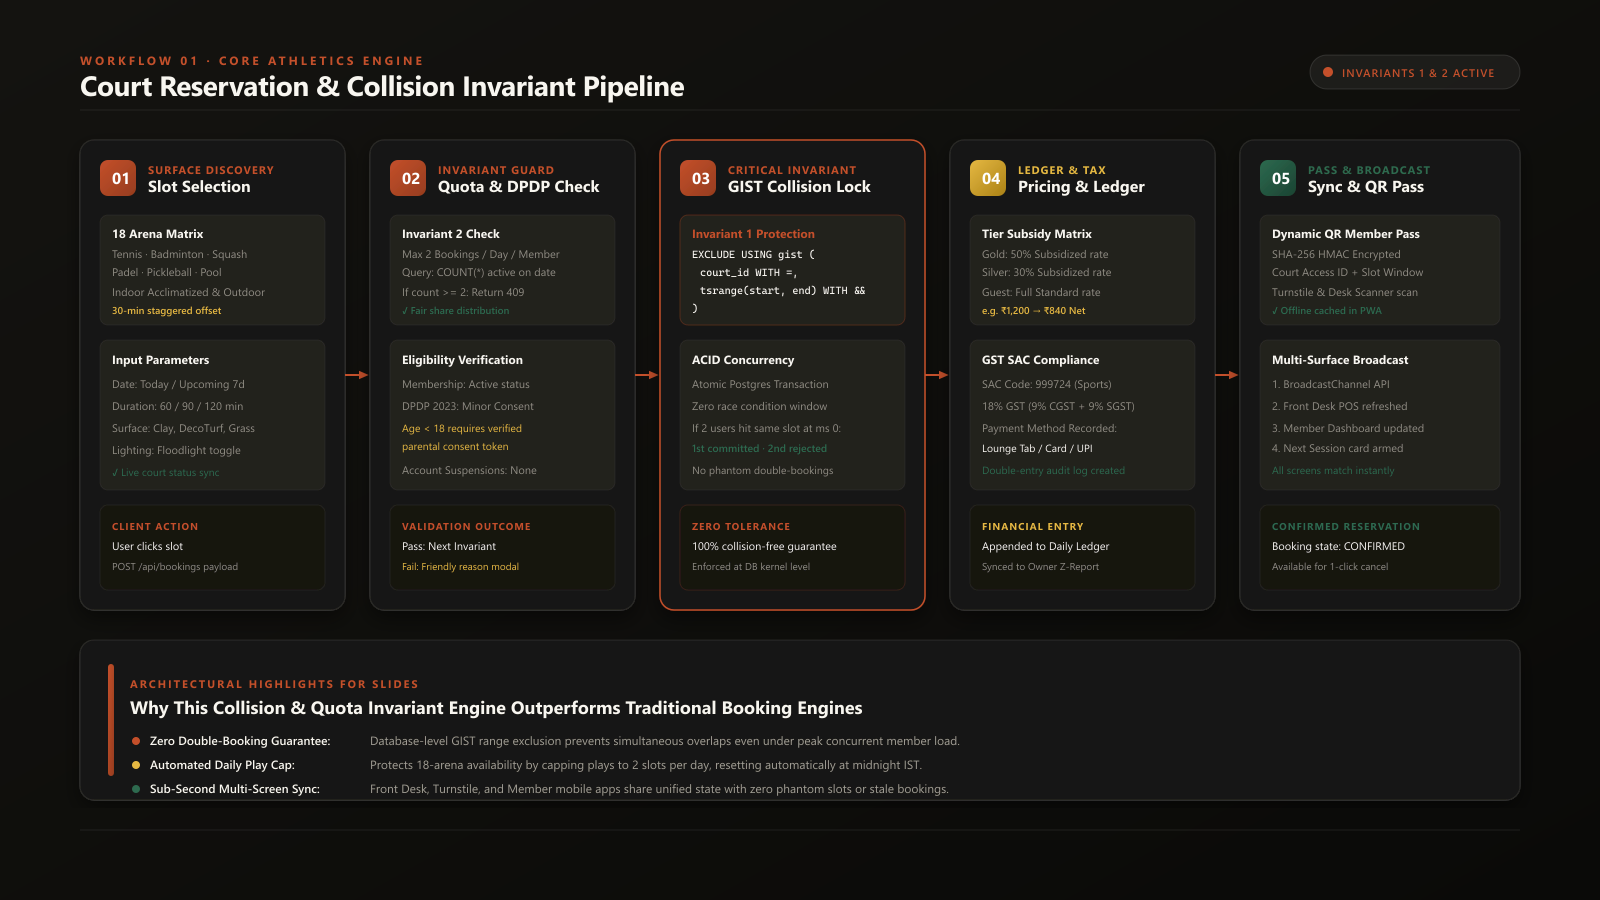 WORKFLOW 01 · CORE ATHLETICS ENGINE
Court Reservation & Collision Invariant Pipeline
INVARIANTS 1 & 2 ACTIVE
01
SURFACE DISCOVERY
Slot Selection
18 Arena Matrix
Tennis · Badminton · Squash
Padel · Pickleball · Pool
Indoor Acclimatized & Outdoor
30-min staggered offset
Input Parameters
Date: Today / Upcoming 7d
Duration: 60 / 90 / 120 min
Surface: Clay, DecoTurf, Grass
Lighting: Floodlight toggle
✓ Live court status sync
CLIENT ACTION
User clicks slot
POST /api/bookings payload
02
INVARIANT GUARD
Quota & DPDP Check
Invariant 2 Check
Max 2 Bookings / Day / Member
Query: COUNT(*) active on date
If count >= 2: Return 409
✓ Fair share distribution
Eligibility Verification
Membership: Active status
DPDP 2023: Minor Consent
Age < 18 requires verified
parental consent token
Account Suspensions: None
VALIDATION OUTCOME
Pass: Next Invariant
Fail: Friendly reason modal
03
CRITICAL INVARIANT
GIST Collision Lock
Invariant 1 Protection
EXCLUDE USING gist (
court_id WITH =,
tsrange(start, end) WITH &&
)
ACID Concurrency
Atomic Postgres Transaction
Zero race condition window
If 2 users hit same slot at ms 0:
1st committed · 2nd rejected
No phantom double-bookings
ZERO TOLERANCE
100% collision-free guarantee
Enforced at DB kernel level
04
LEDGER & TAX
Pricing & Ledger
Tier Subsidy Matrix
Gold: 50% Subsidized rate
Silver: 30% Subsidized rate
Guest: Full Standard rate
e.g. ₹1,200 → ₹840 Net
GST SAC Compliance
SAC Code: 999724 (Sports)
18% GST (9% CGST + 9% SGST)
Payment Method Recorded:
Lounge Tab / Card / UPI
Double-entry audit log created
FINANCIAL ENTRY
Appended to Daily Ledger
Synced to Owner Z-Report
05
PASS & BROADCAST
Sync & QR Pass
Dynamic QR Member Pass
SHA-256 HMAC Encrypted
Court Access ID + Slot Window
Turnstile & Desk Scanner scan
✓ Offline cached in PWA
Multi-Surface Broadcast
1. BroadcastChannel API
2. Front Desk POS refreshed
3. Member Dashboard updated
4. Next Session card armed
All screens match instantly
CONFIRMED RESERVATION
Booking state: CONFIRMED
Available for 1-click cancel
ARCHITECTURAL HIGHLIGHTS FOR SLIDES
Why This Collision & Quota Invariant Engine Outperforms Traditional Booking Engines
Zero Double-Booking Guarantee: Database-level GIST range exclusion prevents simultaneous overlaps even under peak concurrent member load.
Automated Daily Play Cap: Protects 18-arena availability by capping plays to 2 slots per day, resetting automatically at midnight IST.
Sub-Second Multi-Screen Sync: Front Desk, Turnstile, and Member mobile apps share unified state with zero phantom slots or stale bookings.